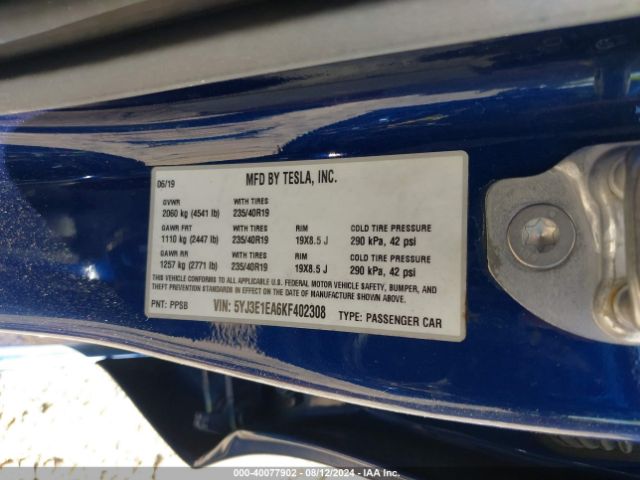 06/19 MFD BY TESLA, INC.
GVWR WITH TIRES
2060 kg (4541 lb) 235/40R19
GAWR FRT WITH TIRES RIM COLD TIRE PRESSURE
1110 kg (2447 lb) 235/40R19 19X8.5 J 290 kPa, 42 psi
GAWR RR WITH TIRES RIM COLD TIRE PRESSURE
1257 kg (2771 lb) 235/40R19 19X8.5 J 290 kPa, 42 psi
THIS VEHICLE CONFORMS TO ALL APPLICABLE U.S. FEDERAL MOTOR VEHICLE SAFETY, BUMPER, AND
THEFT PREVENTION STANDARDS IN EFFECT ON THE DATE OF MANUFACTURE SHOWN ABOVE.
PNT: PPSB VIN: 5YJ3E1EA6KF402308 TYPE: PASSENGER CAR
000-40077902 - 08/12/2024 - IAA Inc.